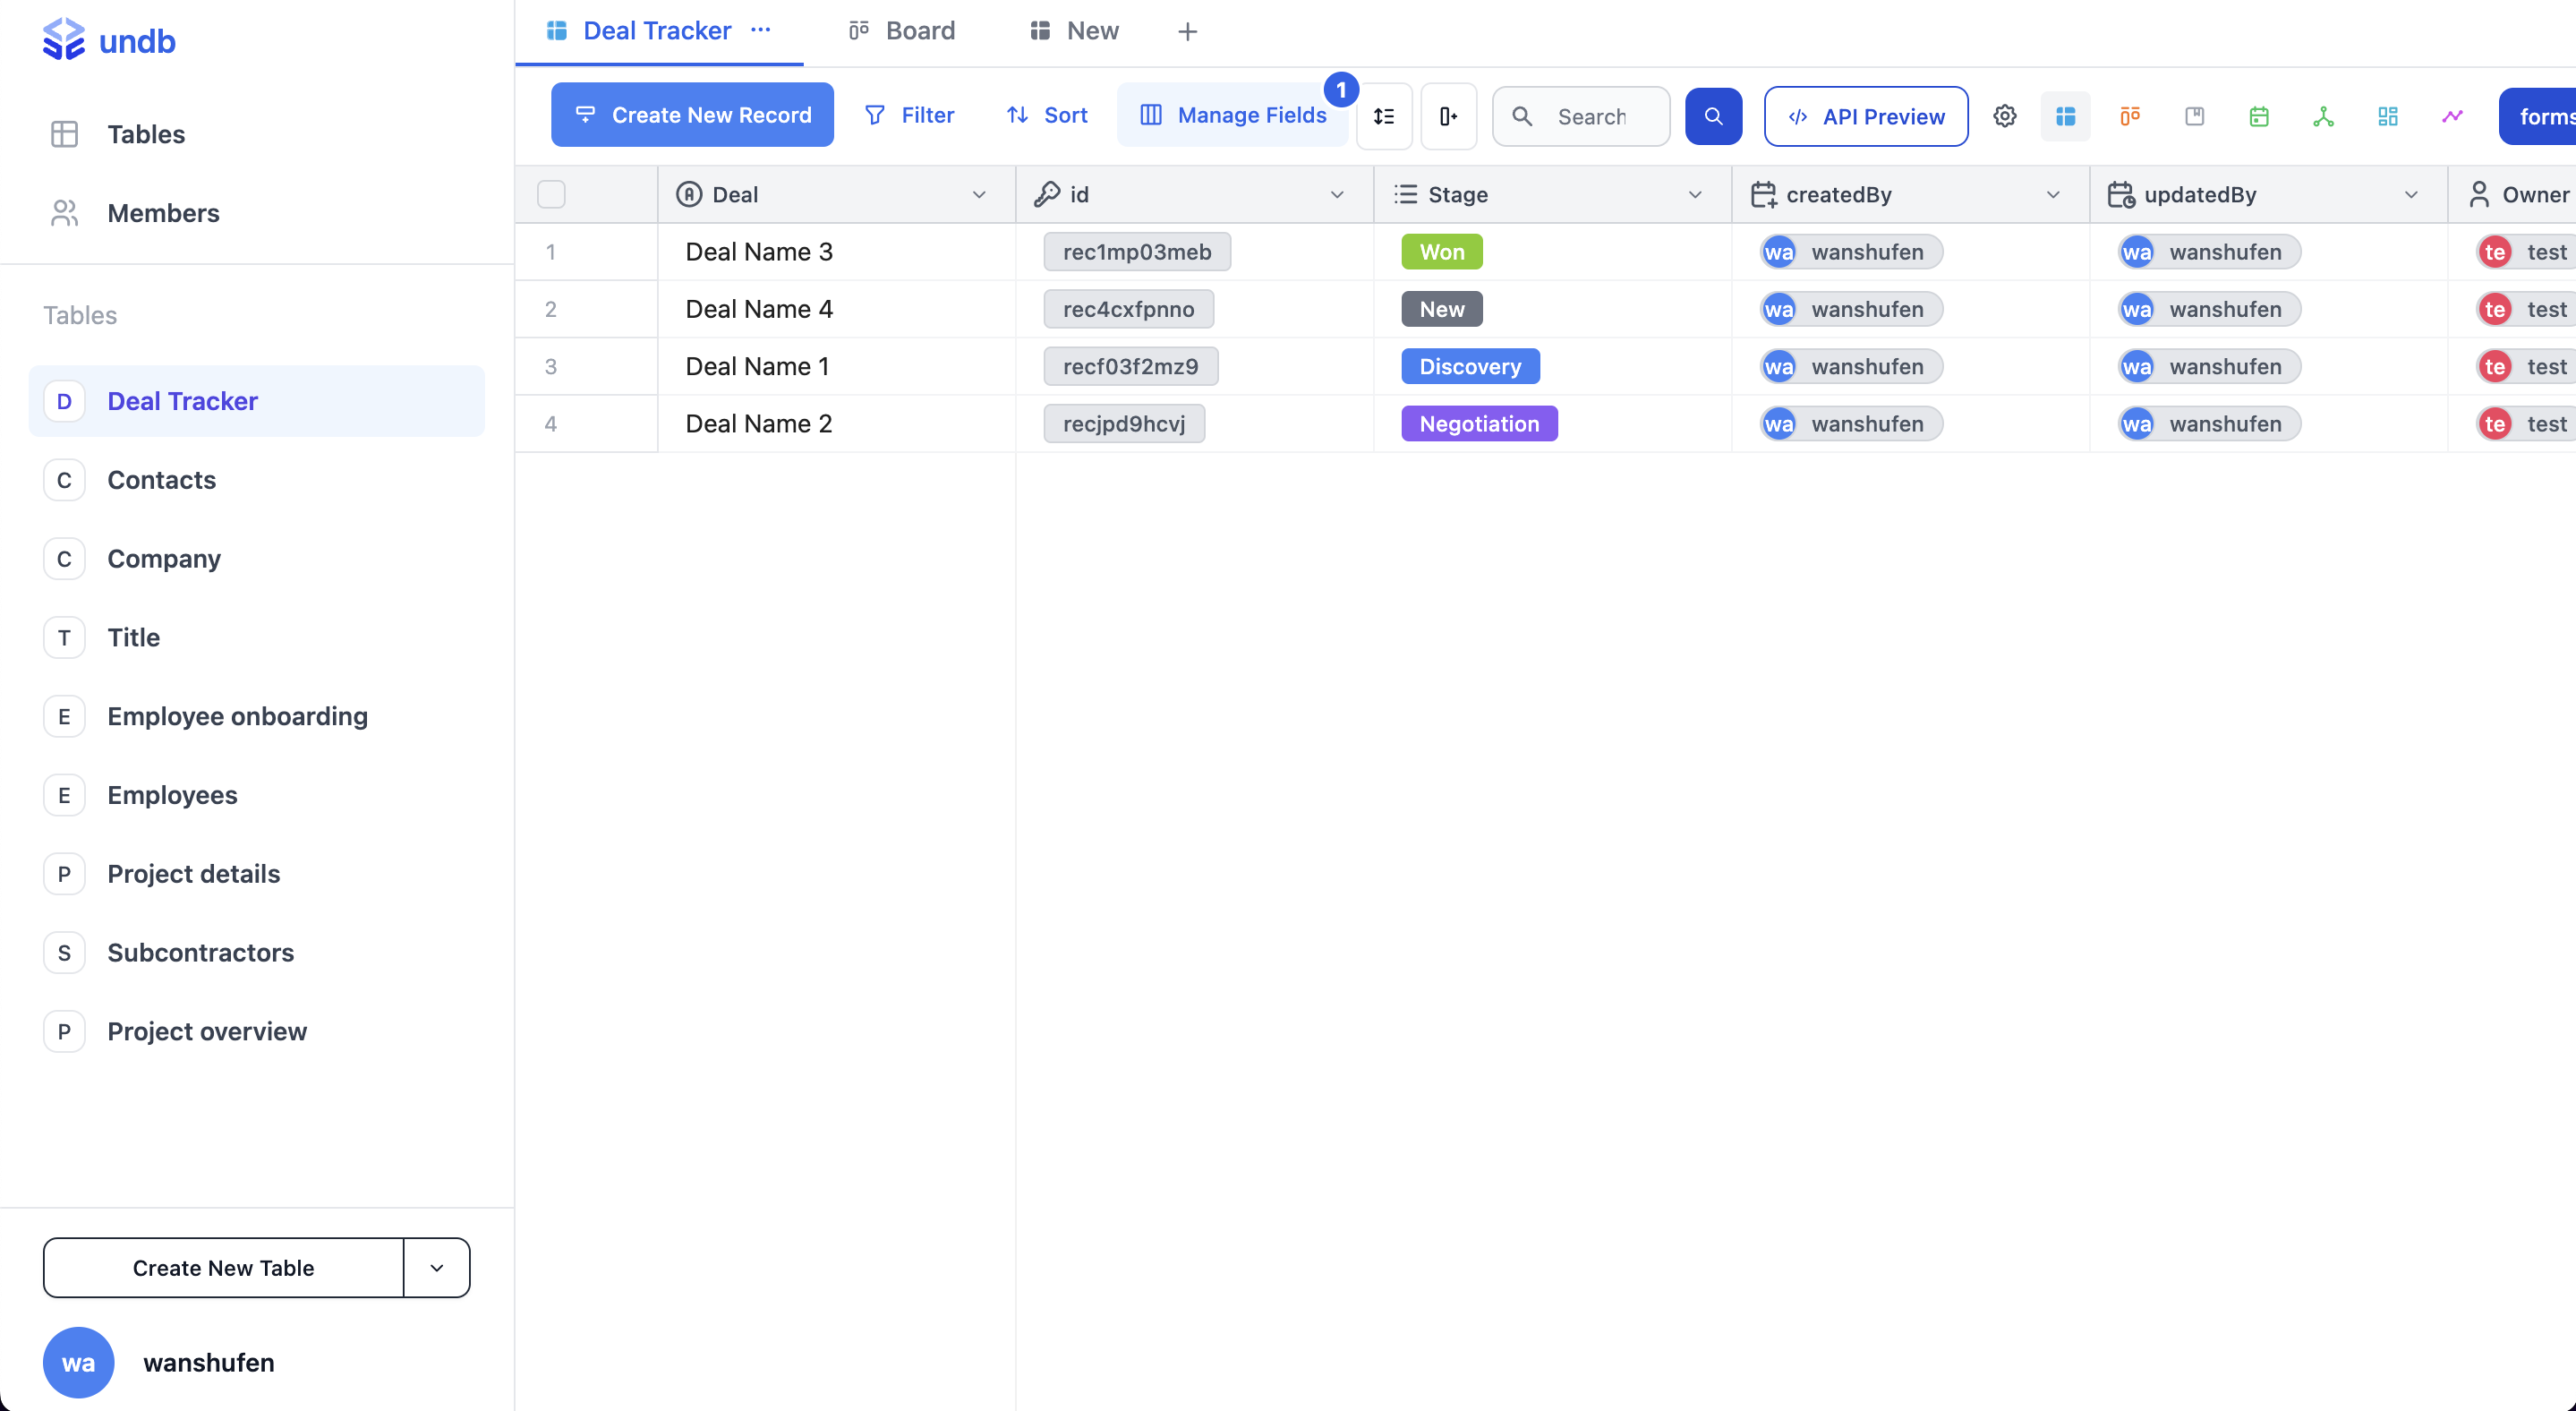 undb
Tables
Members
Tables
D Deal Tracker
C Contacts
C Company
T Title
E Employee onboarding
E Employees
P Project details
S Subcontractors
P Project overview
Create New Table
wa wanshufen
Deal Tracker ··· Board New +
Create New Record Filter Sort Manage Fields 1 Search API Preview forms
Deal id Stage createdBy updatedBy Owner
1 Deal Name 3 rec1mp03meb Won wa wanshufen wa wanshufen te test
2 Deal Name 4 rec4cxfpnno New wa wanshufen wa wanshufen te test
3 Deal Name 1 recf03f2mz9 Discovery wa wanshufen wa wanshufen te test
4 Deal Name 2 recjpd9hcvj Negotiation wa wanshufen wa wanshufen te test